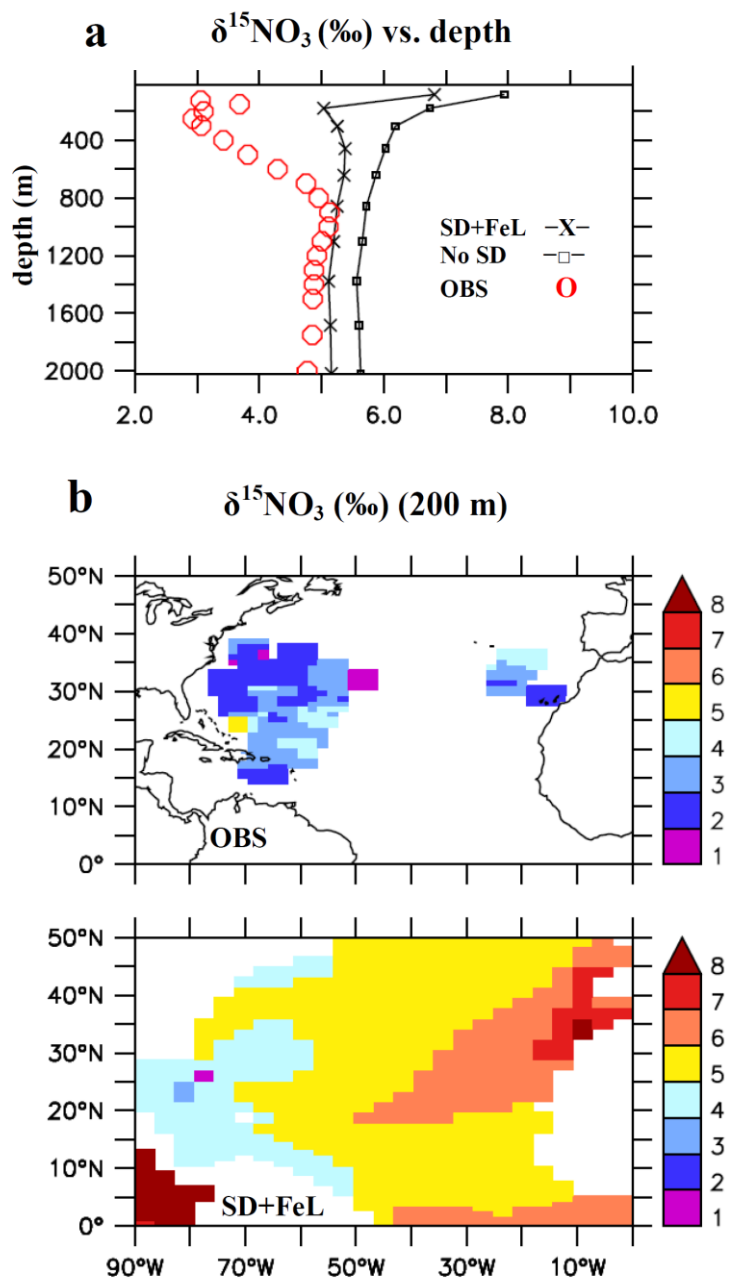 a
δ¹⁵NO₃ (‰) vs. depth
depth (m)
400
800
1200
1600
2000
SD+FeL –X–
No SD –□–
OBS O
2.0 4.0 6.0 8.0 10.0
b
δ¹⁵NO₃ (‰) (200 m)
50°N
40°N
30°N
20°N
10°N
0°
OBS
8
7
6
5
4
3
2
1
50°N
40°N
30°N
20°N
10°N
0°
SD+FeL
8
7
6
5
4
3
2
1
90°W 70°W 50°W 30°W 10°W